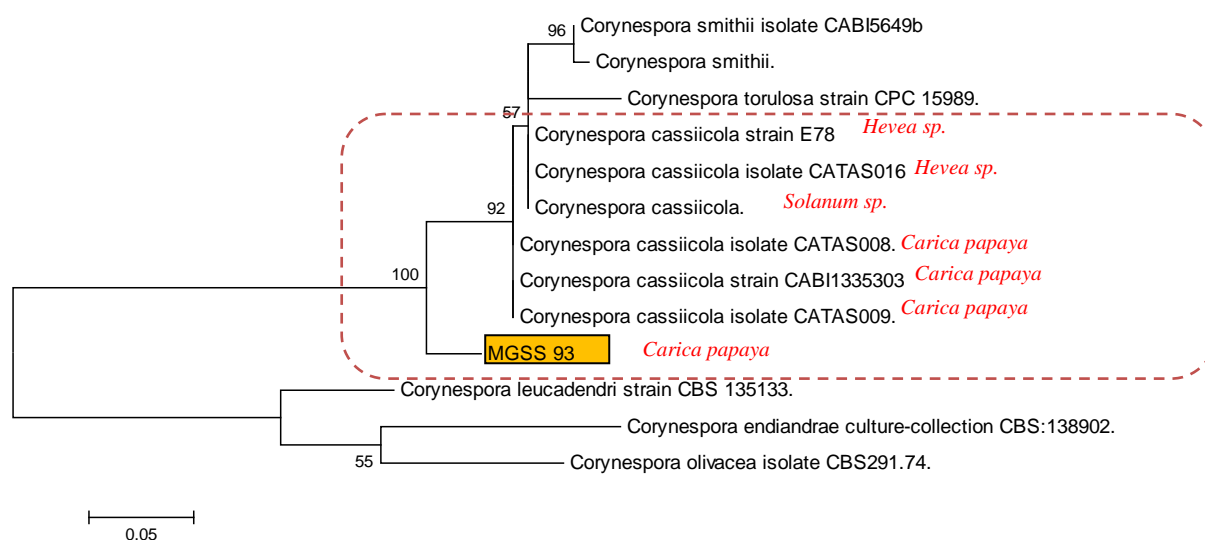 96
Corynespora smithii isolate CABI5649b
Corynespora smithii.
Corynespora torulosa strain CPC 15989.
57
Corynespora cassiicola strain E78 Hevea sp.
Corynespora cassiicola isolate CATAS016 Hevea sp.
92
Corynespora cassiicola. Solanum sp.
Corynespora cassiicola isolate CATAS008. Carica papaya
100
Corynespora cassiicola strain CABI1335303 Carica papaya
Corynespora cassiicola isolate CATAS009. Carica papaya
MGSS 93 Carica papaya
Corynespora leucadendri strain CBS 135133.
Corynespora endiandrae culture-collection CBS:138902.
55
Corynespora olivacea isolate CBS291.74.
0.05